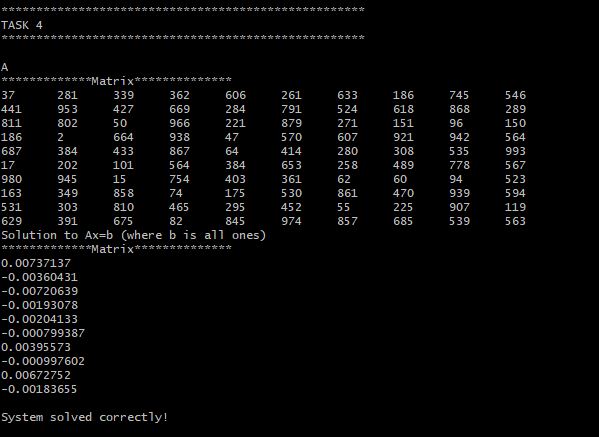 ****************************************************
TASK 4
****************************************************
A
*************Matrix**************
37 281 339 362 606 261 633 186 745 546
441 953 427 669 284 791 524 618 868 289
811 802 50 966 221 879 271 151 96 150
186 2 664 938 47 570 607 921 942 564
687 384 433 867 64 414 280 308 535 993
17 202 101 564 384 653 258 489 778 567
980 945 15 754 403 361 62 60 94 523
163 349 858 74 175 530 861 470 939 594
531 303 810 465 295 452 55 225 907 119
629 391 675 82 845 974 857 685 539 563
Solution to Ax=b (where b is all ones)
*************Matrix**************
0.00737137
-0.00360431
-0.00720639
-0.00193078
-0.00204133
-0.000799387
0.00395573
-0.000997602
0.00672752
-0.00183655
System solved correctly!